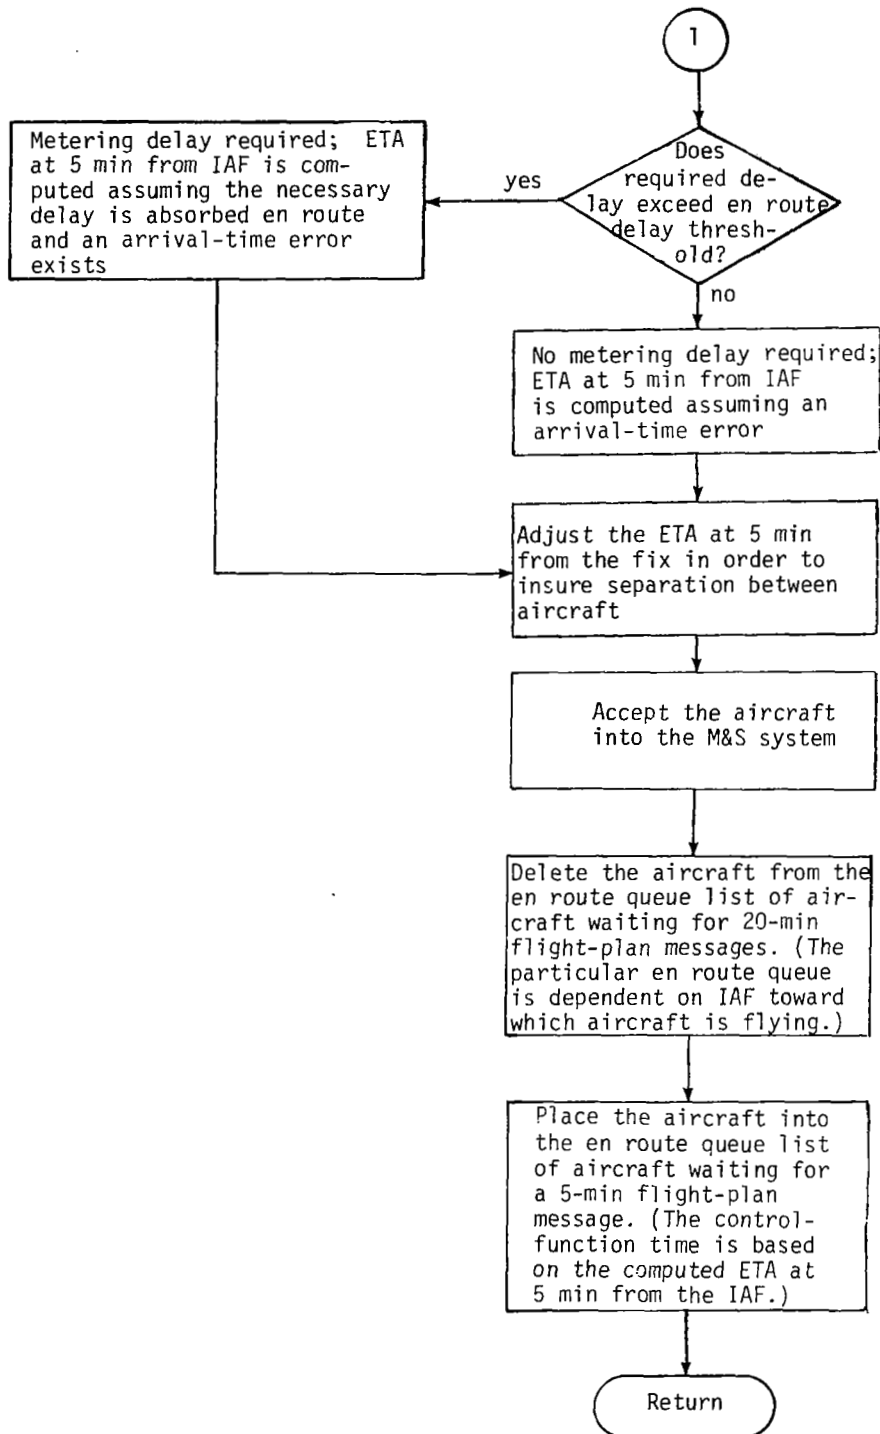 1
Does
required de-
lay exceed en route
delay thresh-
old?
yes
Metering delay required; ETA
at 5 min from IAF is com-
puted assuming the necessary
delay is absorbed en route
and an arrival-time error
exists
no
No metering delay required;
ETA at 5 min from IAF
is computed assuming an
arrival-time error
Adjust the ETA at 5 min
from the fix in order to
insure separation between
aircraft
Accept the aircraft
into the M&S system
Delete the aircraft from the
en route queue list of air-
craft waiting for 20-min
flight-plan messages. (The
particular en route queue
is dependent on IAF toward
which aircraft is flying.)
Place the aircraft into
the en route queue list
of aircraft waiting for
a 5-min flight-plan
message. (The control-
function time is based
on the computed ETA at
5 min from the IAF.)
Return